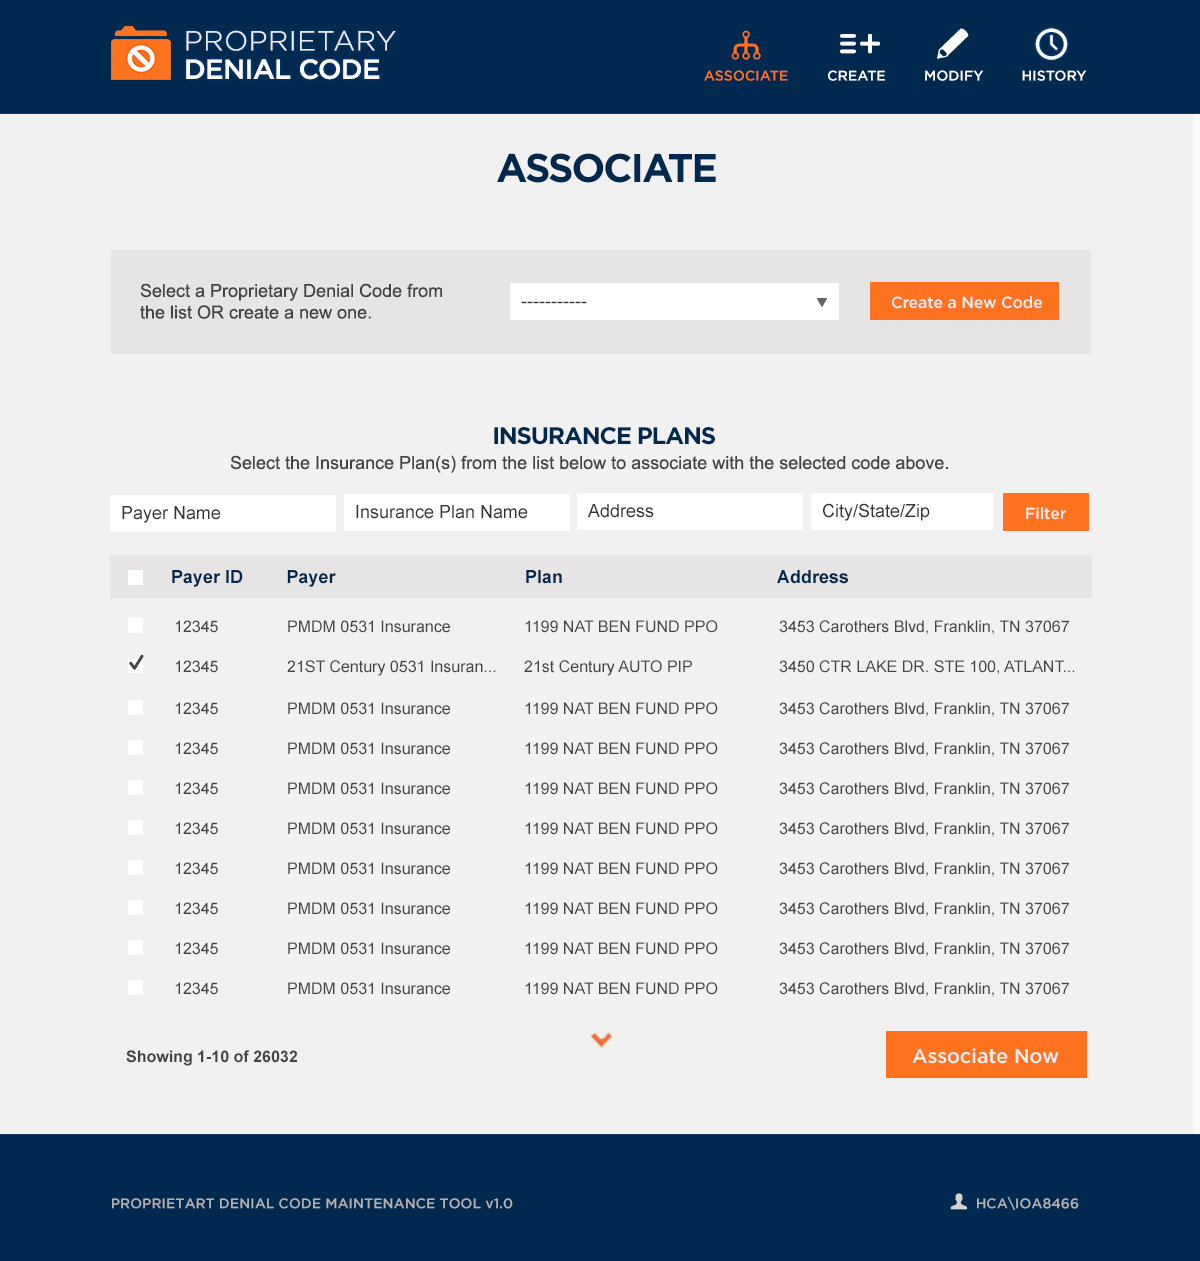 PROPRIETARY
DENIAL CODE
ASSOCIATE
CREATE
MODIFY
HISTORY
ASSOCIATE
Select a Proprietary Denial Code from
the list OR create a new one.
-----------
Create a New Code
INSURANCE PLANS
Select the Insurance Plan(s) from the list below to associate with the selected code above.
Payer Name
Insurance Plan Name
Address
City/State/Zip
Filter
Payer ID Payer Plan Address
12345 PMDM 0531 Insurance 1199 NAT BEN FUND PPO 3453 Carothers Blvd, Franklin, TN 37067
12345 21ST Century 0531 Insuran... 21st Century AUTO PIP 3450 CTR LAKE DR. STE 100, ATLANT...
12345 PMDM 0531 Insurance 1199 NAT BEN FUND PPO 3453 Carothers Blvd, Franklin, TN 37067
12345 PMDM 0531 Insurance 1199 NAT BEN FUND PPO 3453 Carothers Blvd, Franklin, TN 37067
12345 PMDM 0531 Insurance 1199 NAT BEN FUND PPO 3453 Carothers Blvd, Franklin, TN 37067
12345 PMDM 0531 Insurance 1199 NAT BEN FUND PPO 3453 Carothers Blvd, Franklin, TN 37067
12345 PMDM 0531 Insurance 1199 NAT BEN FUND PPO 3453 Carothers Blvd, Franklin, TN 37067
12345 PMDM 0531 Insurance 1199 NAT BEN FUND PPO 3453 Carothers Blvd, Franklin, TN 37067
12345 PMDM 0531 Insurance 1199 NAT BEN FUND PPO 3453 Carothers Blvd, Franklin, TN 37067
12345 PMDM 0531 Insurance 1199 NAT BEN FUND PPO 3453 Carothers Blvd, Franklin, TN 37067
Showing 1-10 of 26032
Associate Now
PROPRIETART DENIAL CODE MAINTENANCE TOOL v1.0
HCA\IOA8466